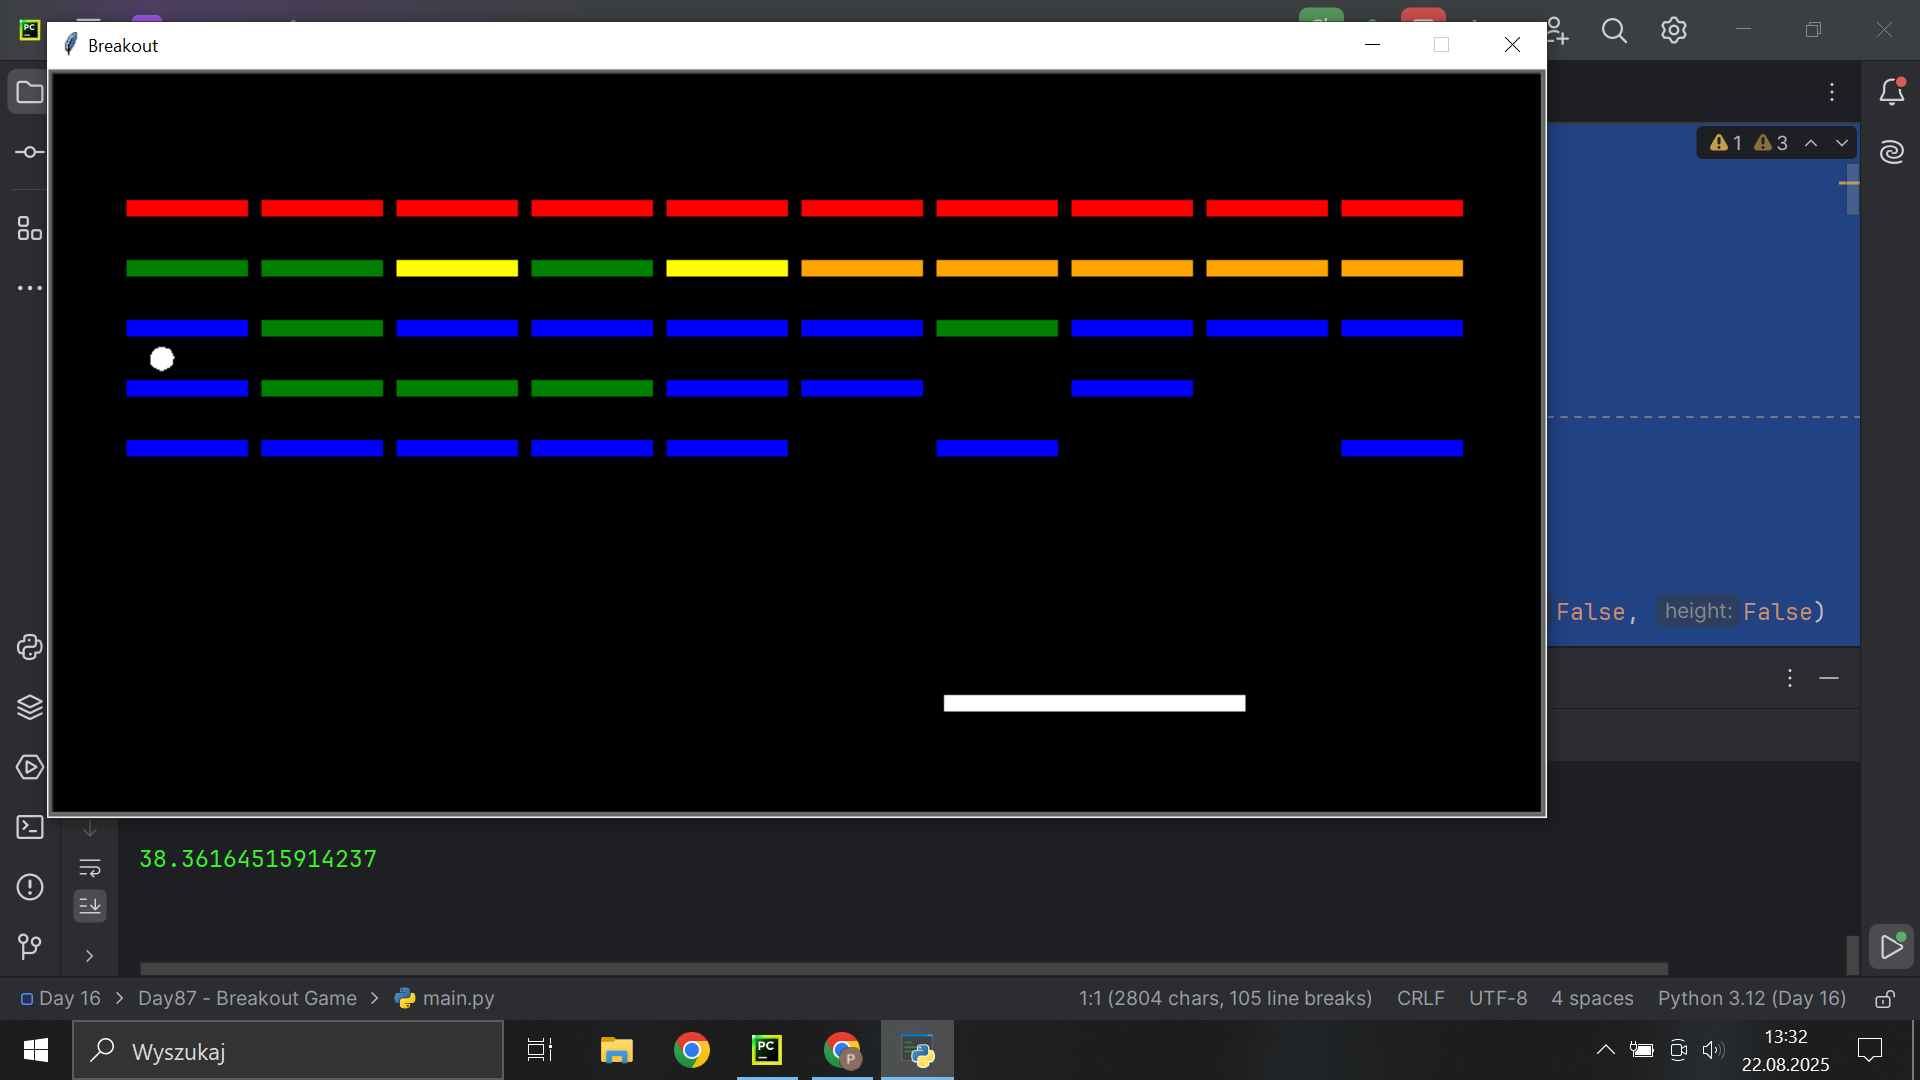 PC
Breakout
1 3
False, height: False)
38.36164515914237
Day 16 > Day87 - Breakout Game > main.py
1:1 (2804 chars, 105 line breaks) CRLF UTF-8 4 spaces Python 3.12 (Day 16)
Wyszukaj
PC
P
13:32
22.08.2025